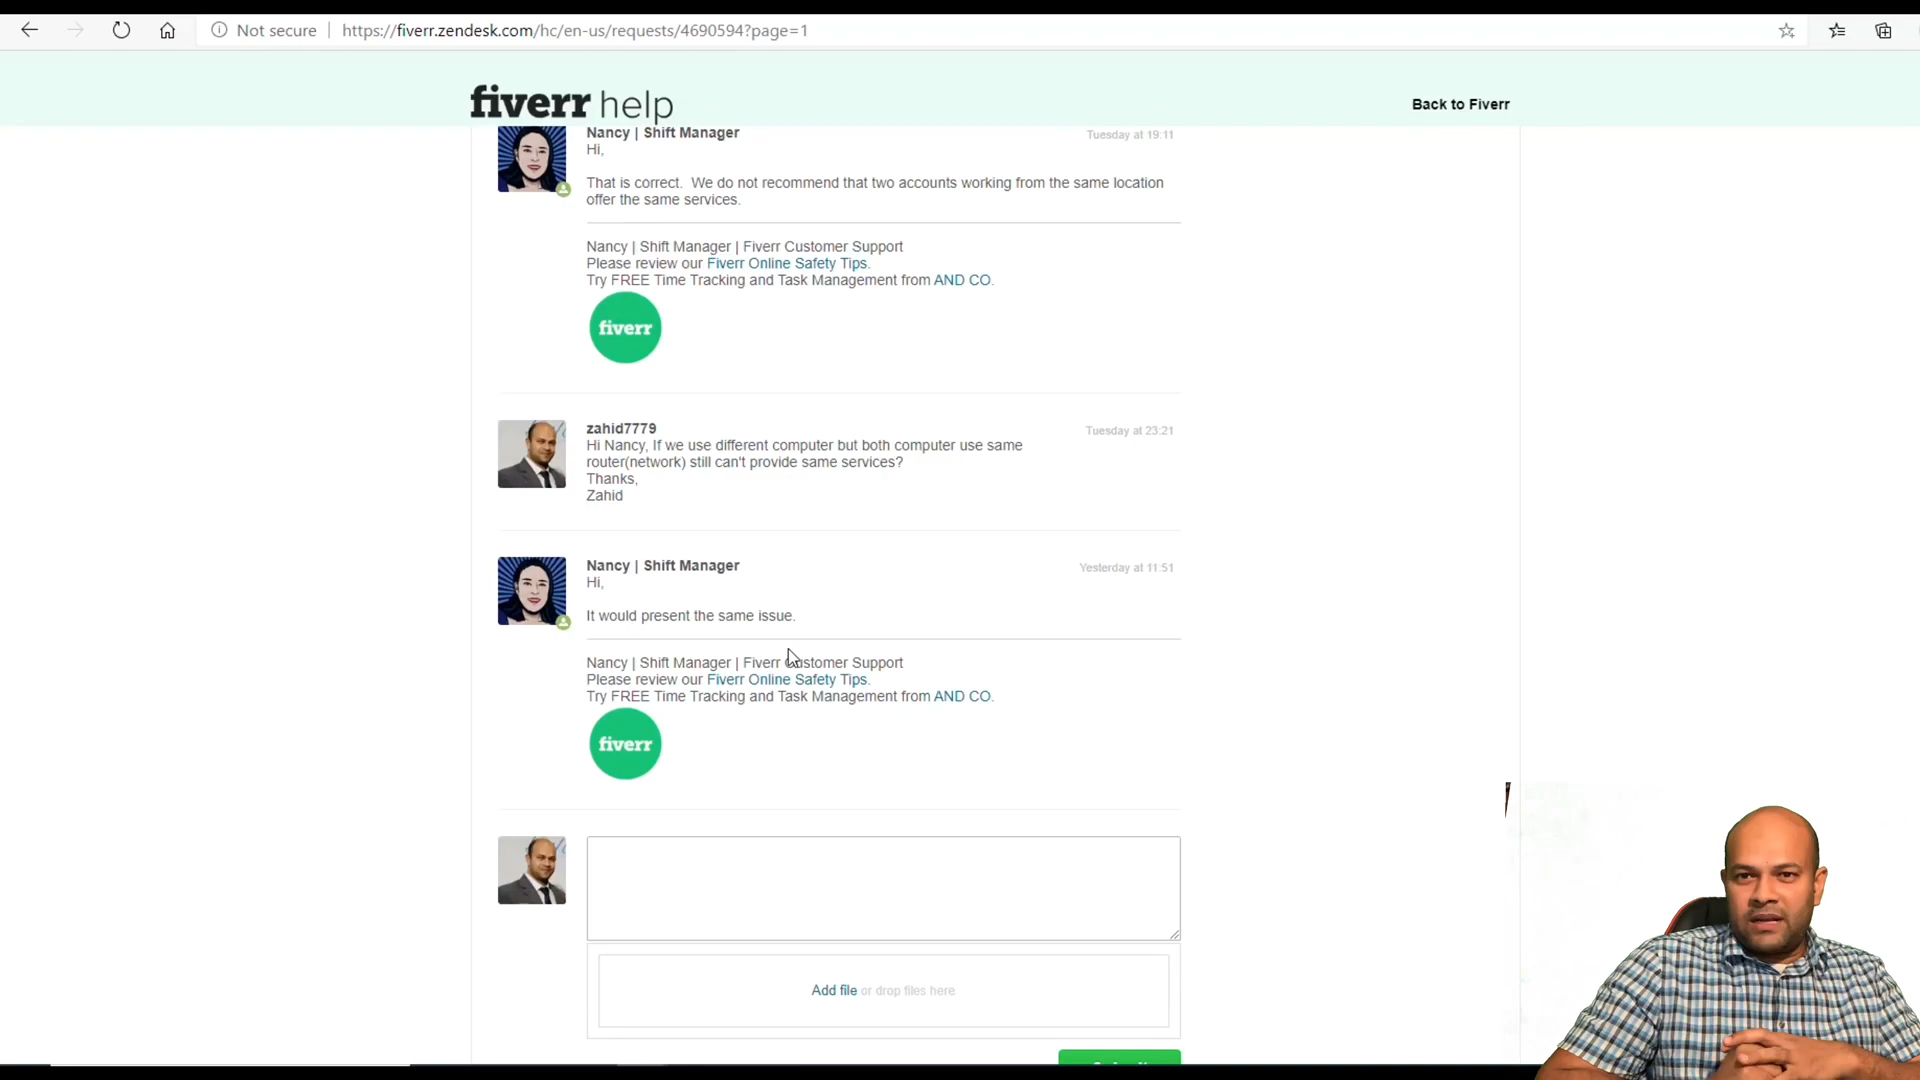 Not secure
https://fiverr.zendesk.com/hc/en-us/requests/4690594?page=1
fiverr help
Back to Fiverr
Nancy | Shift Manager
Tuesday at 19:11
Hi,
That is correct.  We do not recommend that two accounts working from the same location
offer the same services.
Nancy | Shift Manager | Fiverr Customer Support
Please review our Fiverr Online Safety Tips.
Try FREE Time Tracking and Task Management from AND CO.
fiverr
zahid7779
Tuesday at 23:21
Hi Nancy, If we use different computer but both computer use same
router(network) still can't provide same services?
Thanks,
Zahid
Nancy | Shift Manager
Yesterday at 11:51
Hi,
It would present the same issue.
Nancy | Shift Manager | Fiverr Customer Support
Please review our Fiverr Online Safety Tips.
Try FREE Time Tracking and Task Management from AND CO.
fiverr
Add file or drop files here